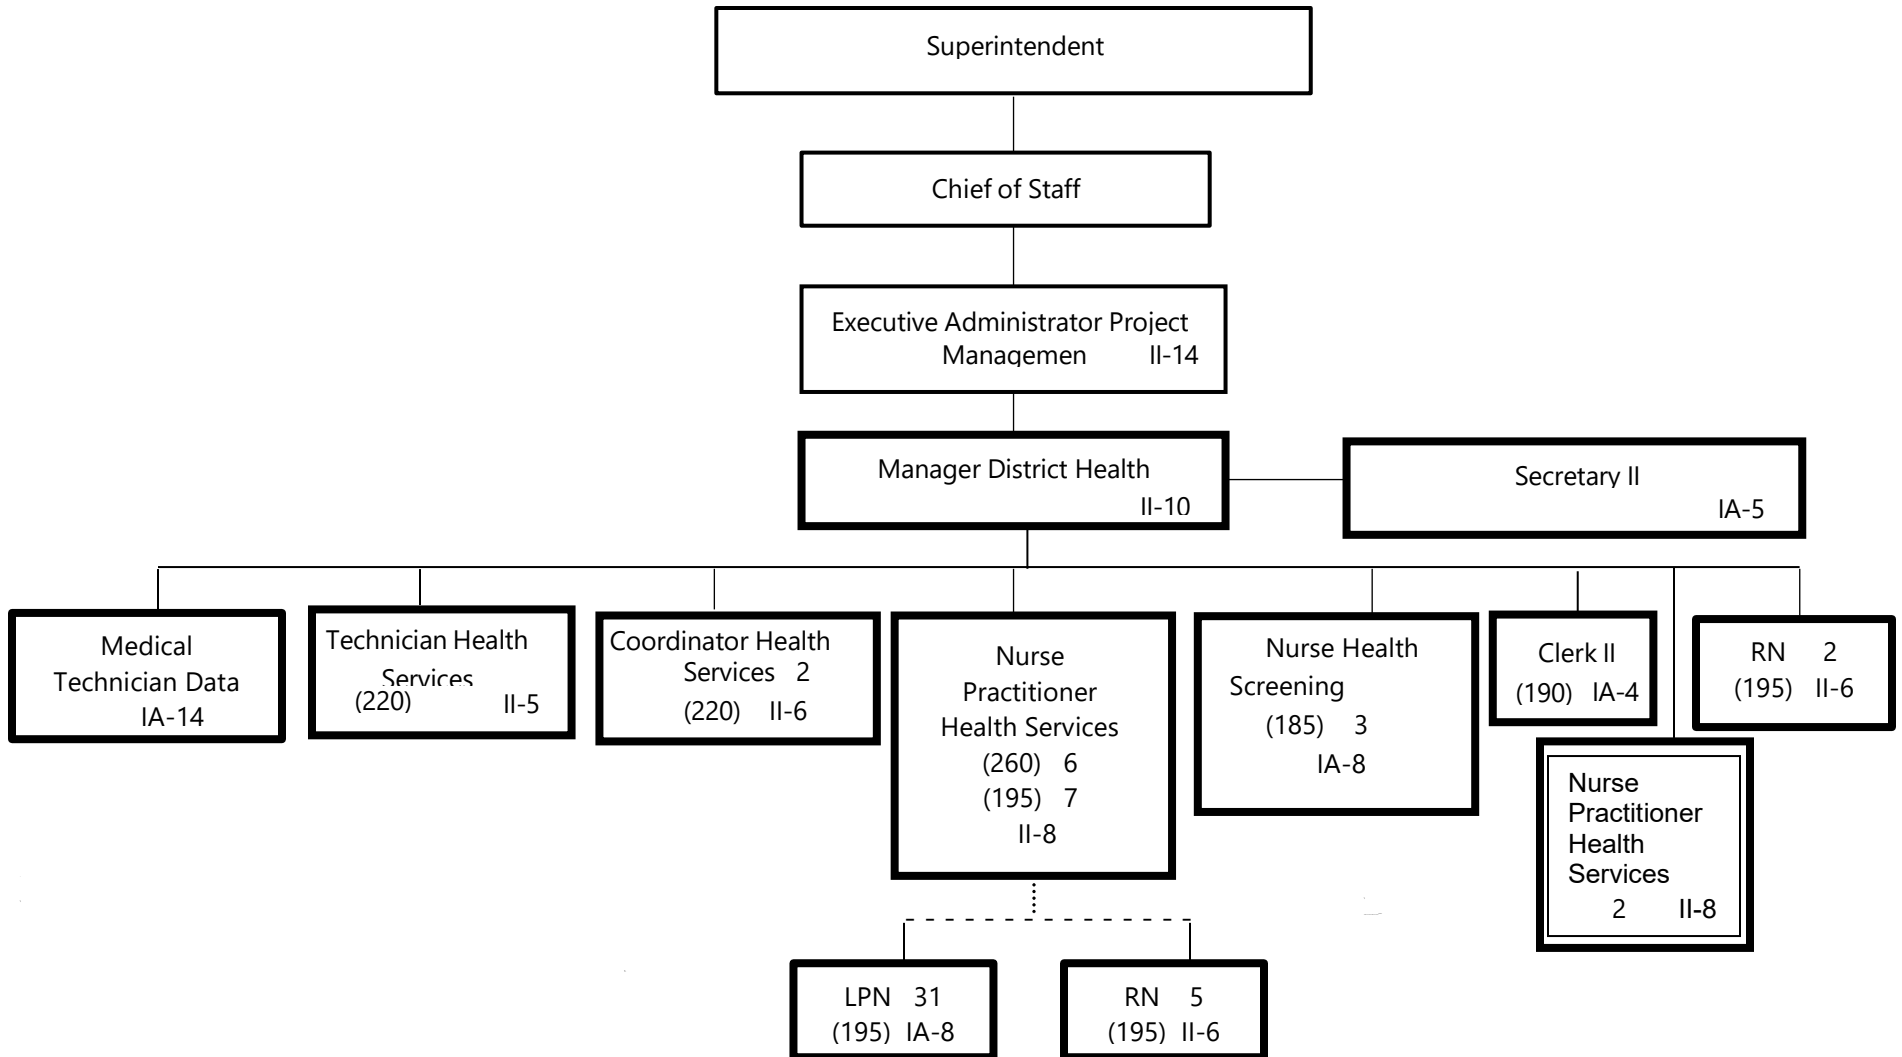 Superintendent
Chief of Staff
Executive Administrator Project
Managemen II-14
Manager District Health
II-10
Secretary II
IA-5
Medical
Technician Data
IA-14
Technician Health
Services
(220) II-5
Coordinator Health
Services 2
(220) II-6
Nurse
Practitioner
Health Services
(260) 6
(195) 7
II-8
Nurse Health
Screening
(185) 3
IA-8
Clerk II
(190) IA-4
RN 2
(195) II-6
Nurse
Practitioner
Health
Services
2 II-8
LPN 31
(195) IA-8
RN 5
(195) II-6